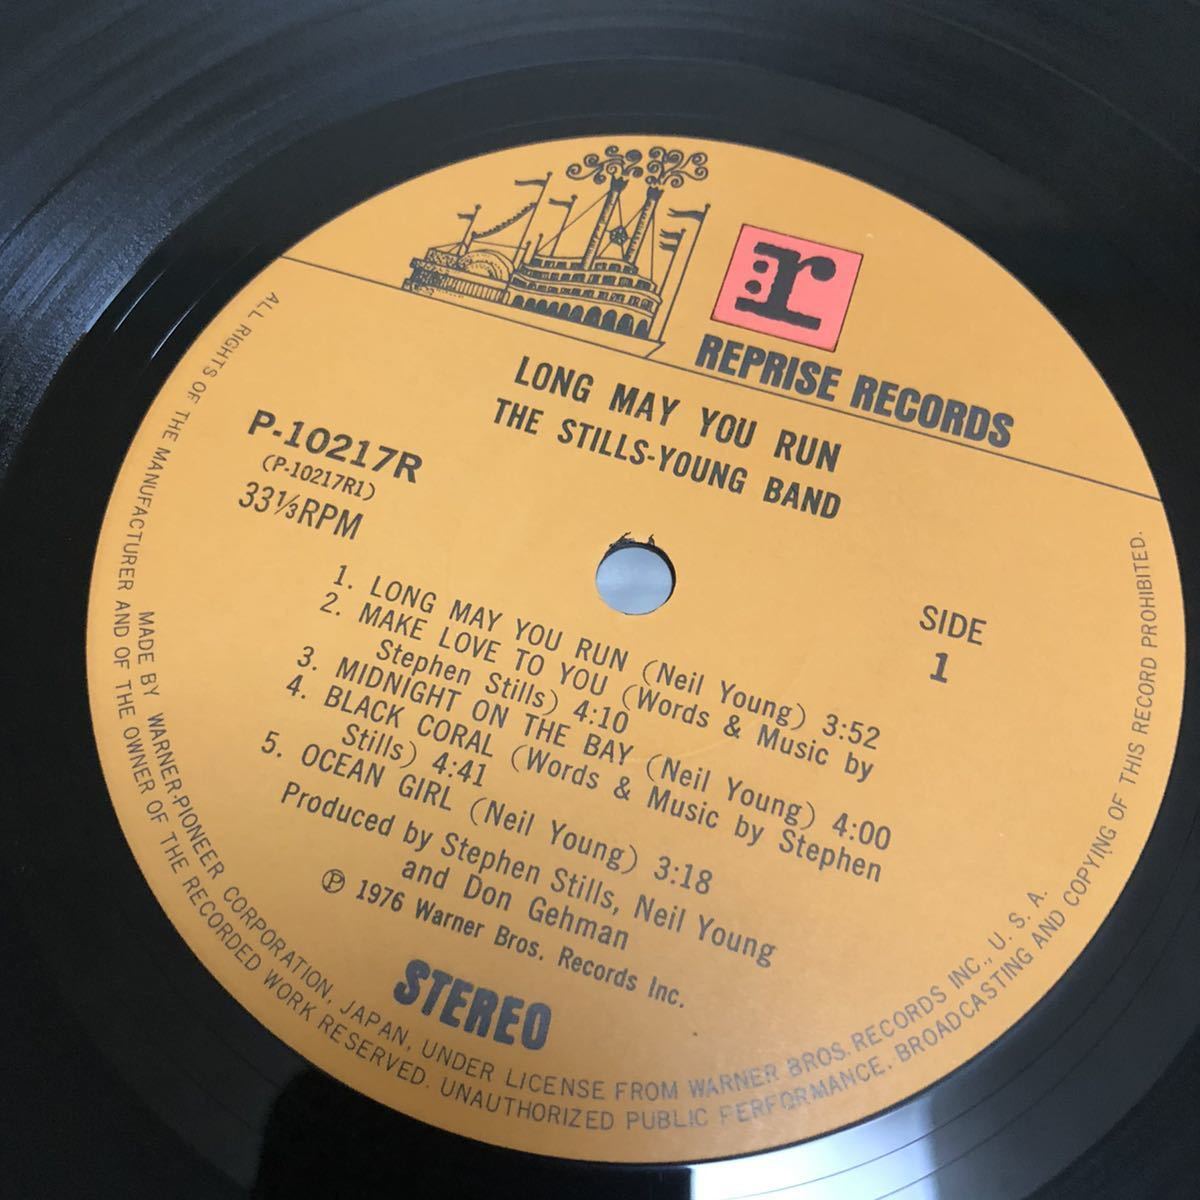 r
REPRISE RECORDS
LONG MAY YOU RUN
THE STILLS-YOUNG BAND
P-10217R
(P-10217R1)
33⅓RPM
SIDE
1
1. LONG MAY YOU RUN (Neil Young) 3:52
2. MAKE LOVE TO YOU (Words & Music by
Stephen Stills) 4:10
3. MIDNIGHT ON THE BAY (Neil Young) 4:00
4. BLACK CORAL (Words & Music by Stephen
Stills) 4:41
5. OCEAN GIRL (Neil Young) 3:18
Produced by Stephen Stills, Neil Young
and Don Gehman
℗ 1976 Warner Bros. Records Inc.
STEREO
MADE BY WARNER-PIONEER CORPORATION, JAPAN, UNDER LICENSE FROM WARNER BROS. RECORDS INC., U. S. A.
ALL RIGHTS OF THE MANUFACTURER AND OF THE OWNER OF THE RECORDED WORK RESERVED. UNAUTHORIZED PUBLIC PERFORMANCE, BROADCASTING AND COPYING OF THIS RECORD PROHIBITED.